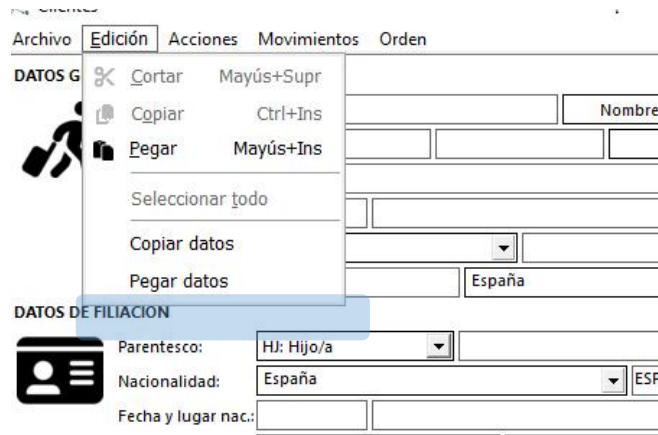 Clientes
Archivo Edición Acciones Movimientos Orden
DATOS G
Cortar Mayús+Supr
Nombre
Copiar Ctrl+Ins
Pegar Mayús+Ins
Seleccionar todo
Copiar datos
Pegar datos
España
DATOS DE FILIACION
Parentesco: HJ: Hijo/a
Nacionalidad: España ESP
Fecha y lugar nac.: